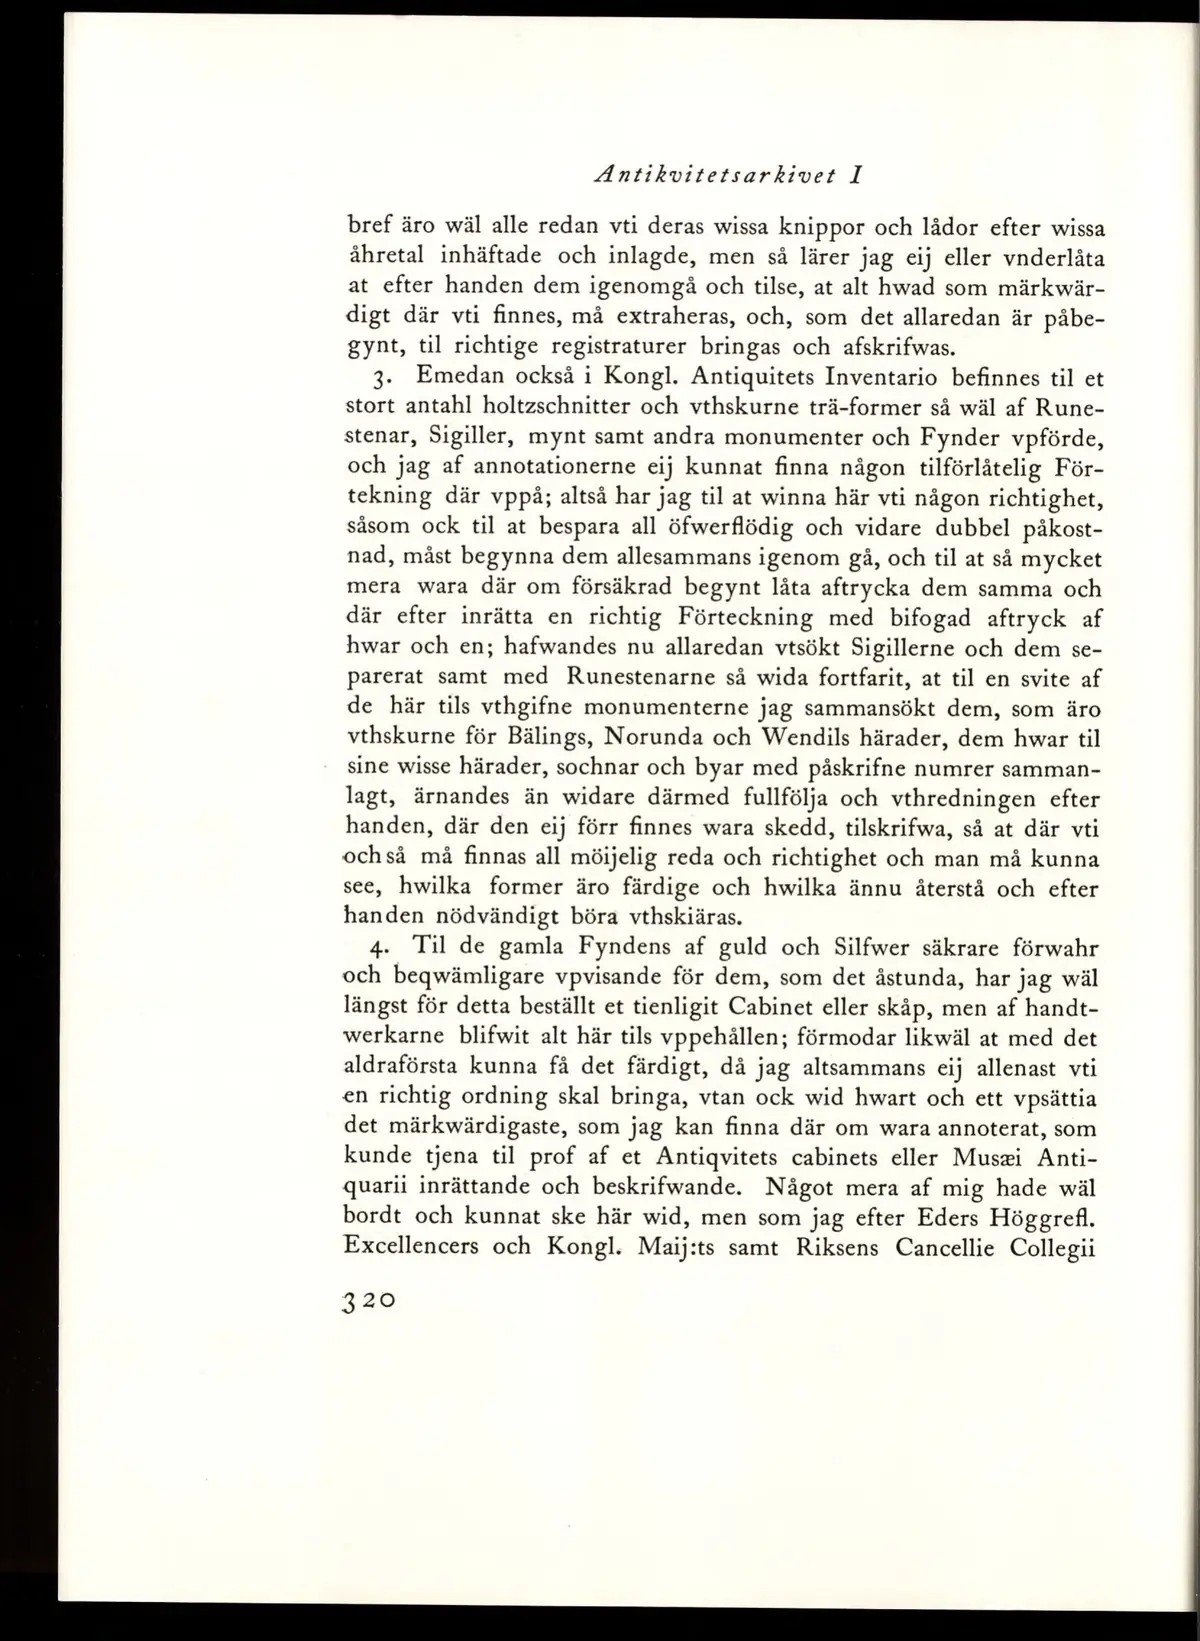 Antikvitetsarkivet I
bref äro wäl alle redan vti deras wissa knippor och lådor efter wissa
åhretal inhäftade och inlagde, men så lärer jag eij eller vnderlåta
at efter handen dem igenomgå och tilse, at alt hwad som märkwär-
digt där vti finnes, må extraheras, och, som det allaredan är påbe-
gynt, til richtige registraturer bringas och afskrifwas.
3. Emedan också i Kongl. Antiquitets Inventario befinnes til et
stort antahl holtzschnitter och vthskurne trä-former så wäl af Rune-
stenar, Sigiller, mynt samt andra monumenter och Fynder vpförde,
och jag af annotationerne eij kunnat finna någon tilförlåtelig För-
tekning där vppå; altså har jag til at winna här vti någon richtighet,
såsom ock til at bespara all öfwerflödig och vidare dubbel påkost-
nad, måst begynna dem allesammans igenom gå, och til at så mycket
mera wara där om försäkrad begynt låta aftrycka dem samma och
där efter inrätta en richtig Förteckning med bifogad aftryck af
hwar och en; hafwandes nu allaredan vtsökt Sigillerne och dem se-
parerat samt med Runestenarne så wida fortfarit, at til en svite af
de här tils vthgifne monumenterne jag sammansökt dem, som äro
vthskurne för Bälings, Norunda och Wendils härader, dem hwar til
sine wisse härader, sochnar och byar med påskrifne numrer samman-
lagt, ärnandes än widare därmed fullfölja och vthredningen efter
handen, där den eij förr finnes wara skedd, tilskrifwa, så at där vti
också må finnas all möijelig reda och richtighet och man må kunna
see, hwilka former äro färdige och hwilka ännu återstå och efter
handen nödvändigt böra vthskiäras.
4. Til de gamla Fyndens af guld och Silfwer säkrare förwahr
och beqwämligare vpvisande för dem, som det åstunda, har jag wäl
längst för detta beställt et tienligit Cabinet eller skåp, men af handt-
werkarne blifwit alt här tils vppehållen; förmodar likwäl at med det
aldraförsta kunna få det färdigt, då jag altsammans eij allenast vti
en richtig ordning skal bringa, vtan ock wid hwart och ett vpsättia
det märkwärdigaste, som jag kan finna där om wara annoterat, som
kunde tjena til prof af et Antiqvitets cabinets eller Musæi Anti-
quarii inrättande och beskrifwande. Något mera af mig hade wäl
bordt och kunnat ske här wid, men som jag efter Eders Höggrefl.
Excellencers och Kongl. Maij:ts samt Riksens Cancellie Collegii
320